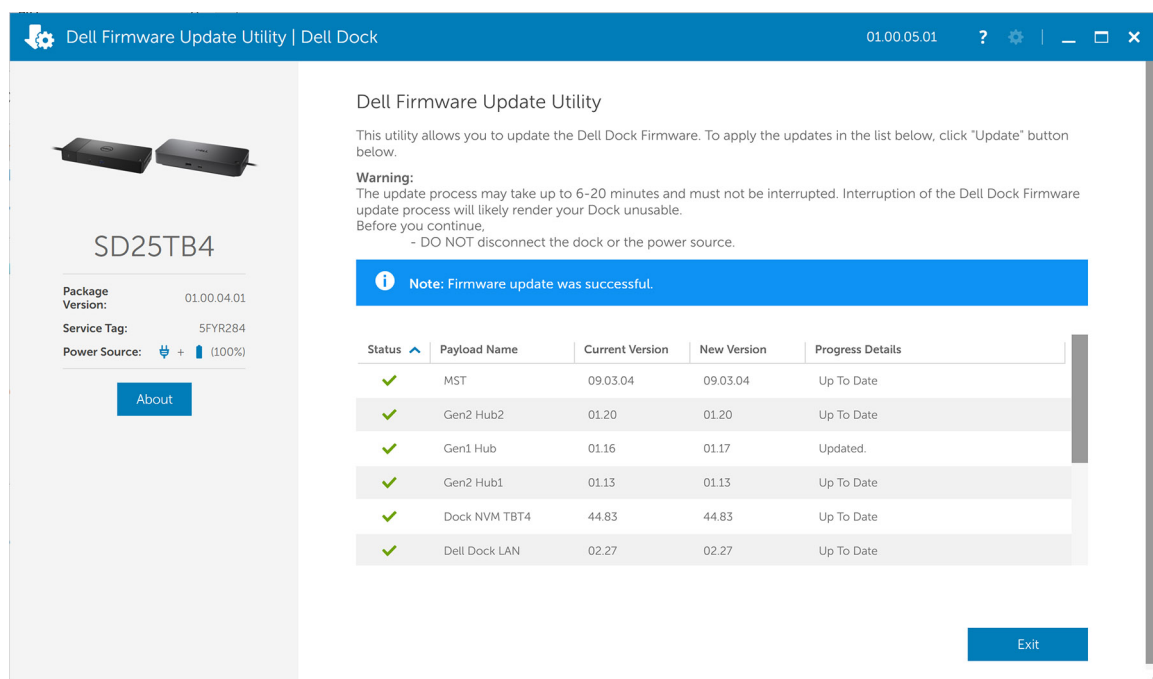 Dell Firmware Update Utility | Dell Dock
01.00.05.01
?
Dell Firmware Update Utility
This utility allows you to update the Dell Dock Firmware. To apply the updates in the list below, click "Update" button
below.
Warning:
The update process may take up to 6-20 minutes and must not be interrupted. Interruption of the Dell Dock Firmware
update process will likely render your Dock unusable.
Before you continue,
- DO NOT disconnect the dock or the power source.
SD25TB4
Package
Version: 01.00.04.01
Service Tag: 5FYR284
Power Source: + (100%)
About
Note: Firmware update was successful.
Status Payload Name Current Version New Version Progress Details
MST 09.03.04 09.03.04 Up To Date
Gen2 Hub2 01.20 01.20 Up To Date
Gen1 Hub 01.16 01.17 Updated.
Gen2 Hub1 01.13 01.13 Up To Date
Dock NVM TBT4 44.83 44.83 Up To Date
Dell Dock LAN 02.27 02.27 Up To Date
Exit